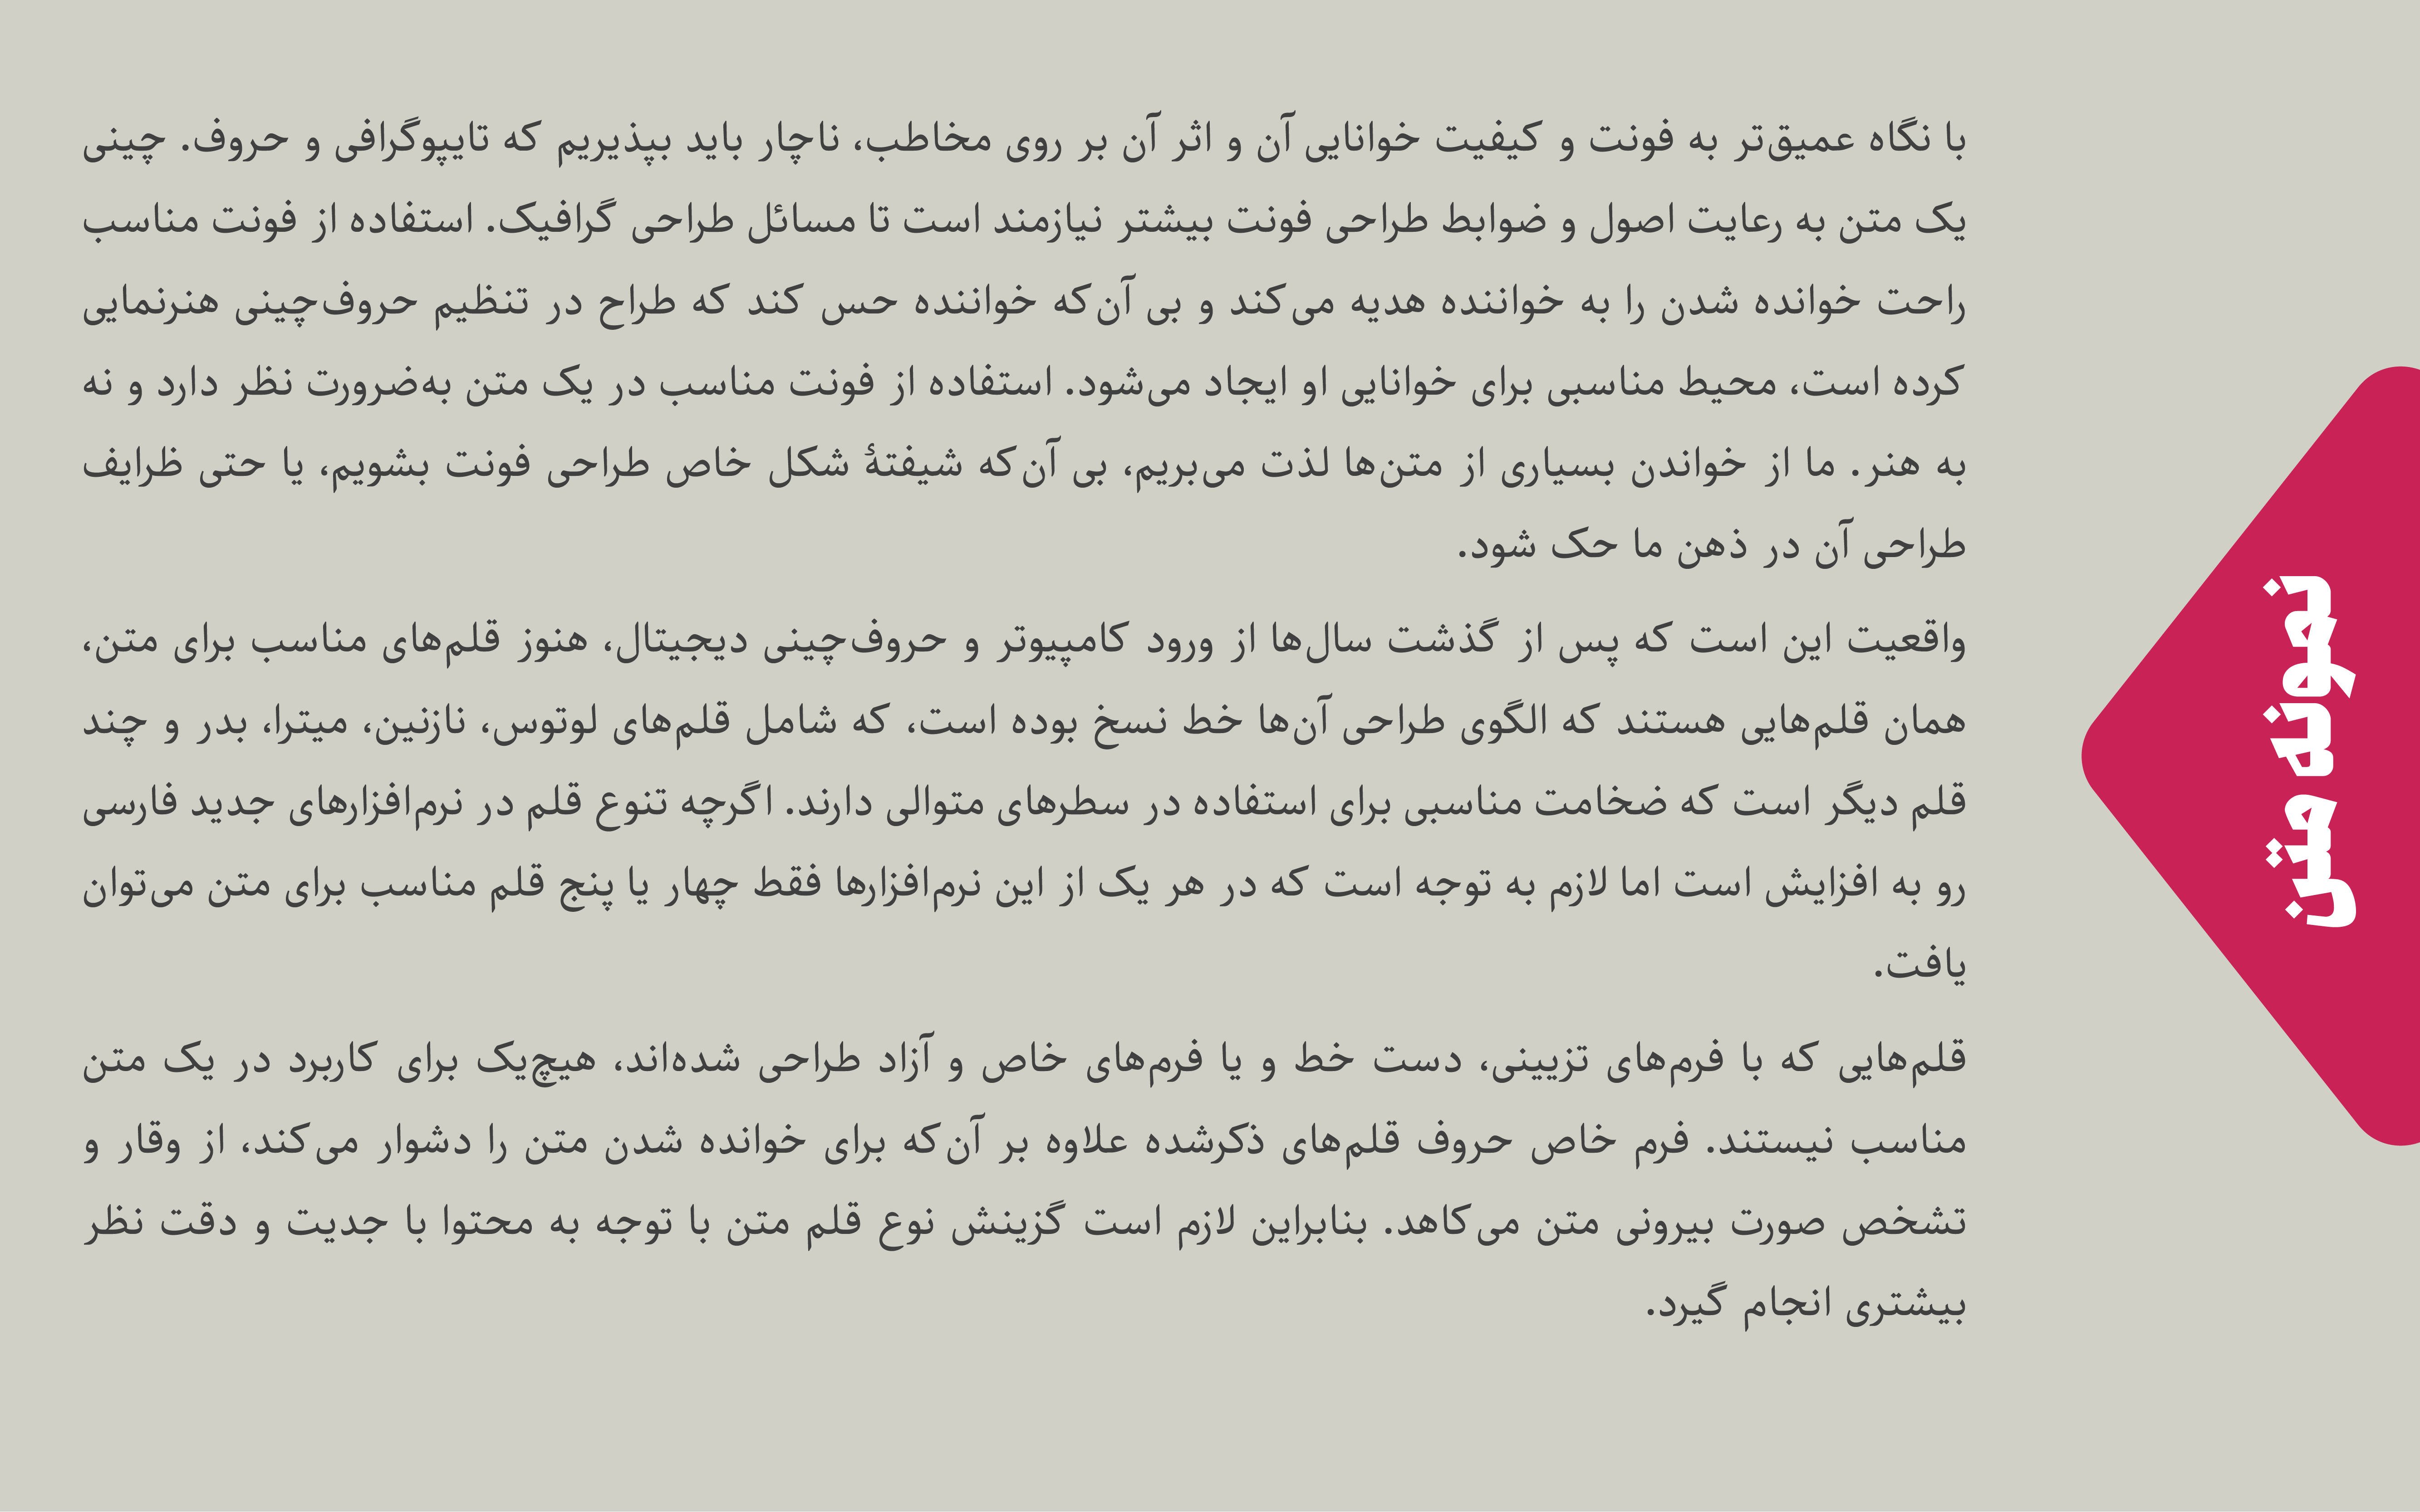 با نگاه عمیق‌تر به فونت و کیفیت خوانایی آن و اثر آن بر روی مخاطب، ناچار باید بپذیریم که تایپوگرافی و حروف. چینی
یک متن به رعایت اصول و ضوابط طراحی فونت بیشتر نیازمند است تا مسائل طراحی گرافیک. استفاده از فونت مناسب
راحت خوانده شدن را به خواننده هدیه می‌کند و بی آن‌که خواننده حس کند که طراح در تنظیم حروف‌چینی هنرنمایی
کرده است، محیط مناسبی برای خوانایی او ایجاد می‌شود. استفاده از فونت مناسب در یک متن به‌ضرورت نظر دارد و نه
به هنر. ما از خواندن بسیاری از متن‌ها لذت می‌بریم، بی آن‌که شیفتهٔ شکل خاص طراحی فونت بشویم، یا حتی ظرایف
طراحی آن در ذهن ما حک شود.
واقعیت این است که پس از گذشت سال‌ها از ورود کامپیوتر و حروف‌چینی دیجیتال، هنوز قلم‌های مناسب برای متن،
همان قلم‌هایی هستند که الگوی طراحی آن‌ها خط نسخ بوده است، که شامل قلم‌های لوتوس، نازنین، میترا، بدر و چند
قلم دیگر است که ضخامت مناسبی برای استفاده در سطرهای متوالی دارند. اگرچه تنوع قلم در نرم‌افزارهای جدید فارسی
رو به افزایش است اما لازم به توجه است که در هر یک از این نرم‌افزارها فقط چهار یا پنج قلم مناسب برای متن می‌توان
یافت.
قلم‌هایی که با فرم‌های تزیینی، دست خط و یا فرم‌های خاص و آزاد طراحی شده‌اند، هیچ‌یک برای کاربرد در یک متن
مناسب نیستند. فرم خاص حروف قلم‌های ذکرشده علاوه بر آن‌که برای خوانده شدن متن را دشوار می‌کند، از وقار و
تشخص صورت بیرونی متن می‌کاهد. بنابراین لازم است گزینش نوع قلم متن با توجه به محتوا با جدیت و دقت نظر
بیشتری انجام گیرد.
نمونه متن